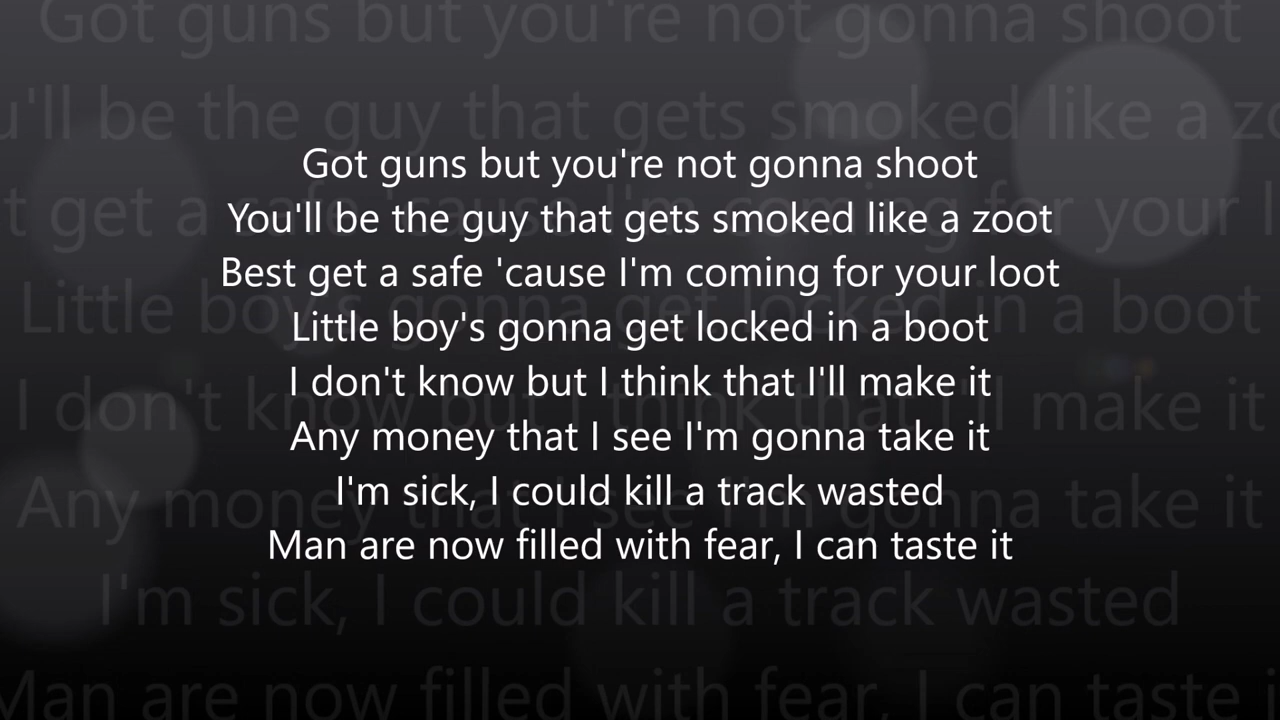 Got guns but you're not gonna shoot
You'll be the guy that gets smoked like a zoot
Best get a safe 'cause I'm coming for your loot
Little boy's gonna get locked in a boot
I don't know but I think that I'll make it
Any money that I see I'm gonna take it
I'm sick, I could kill a track wasted
Man are now filled with fear, I can taste it